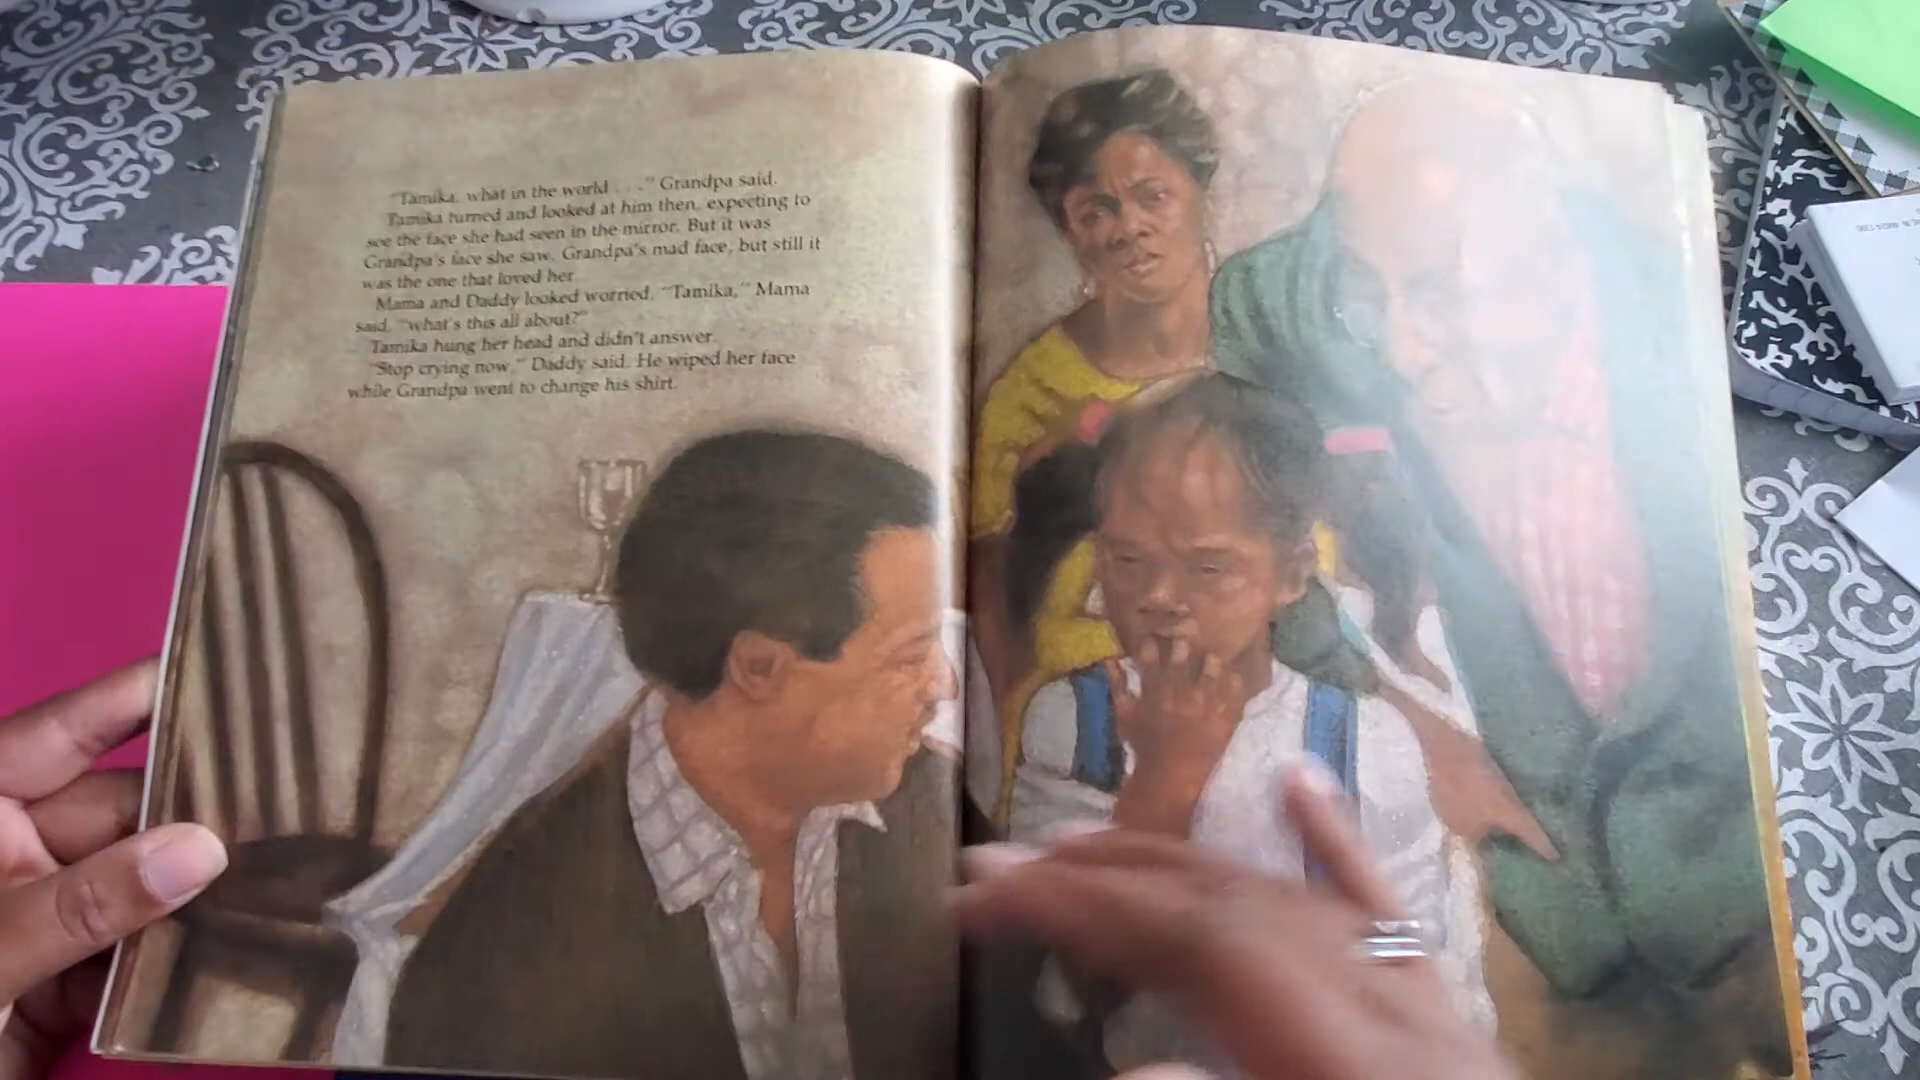 "Tamika, what in the world . . ." Grandpa said.
Tamika turned and looked at him then, expecting to
see the face she had seen in the mirror. But it was
Grandpa's face she saw. Grandpa's mad face, but still it
was the one that loved her.
Mama and Daddy looked worried. "Tamika," Mama
said, "what's this all about?"
Tamika hung her head and didn't answer.
"Stop crying now," Daddy said. He wiped her face
while Grandpa went to change his shirt.